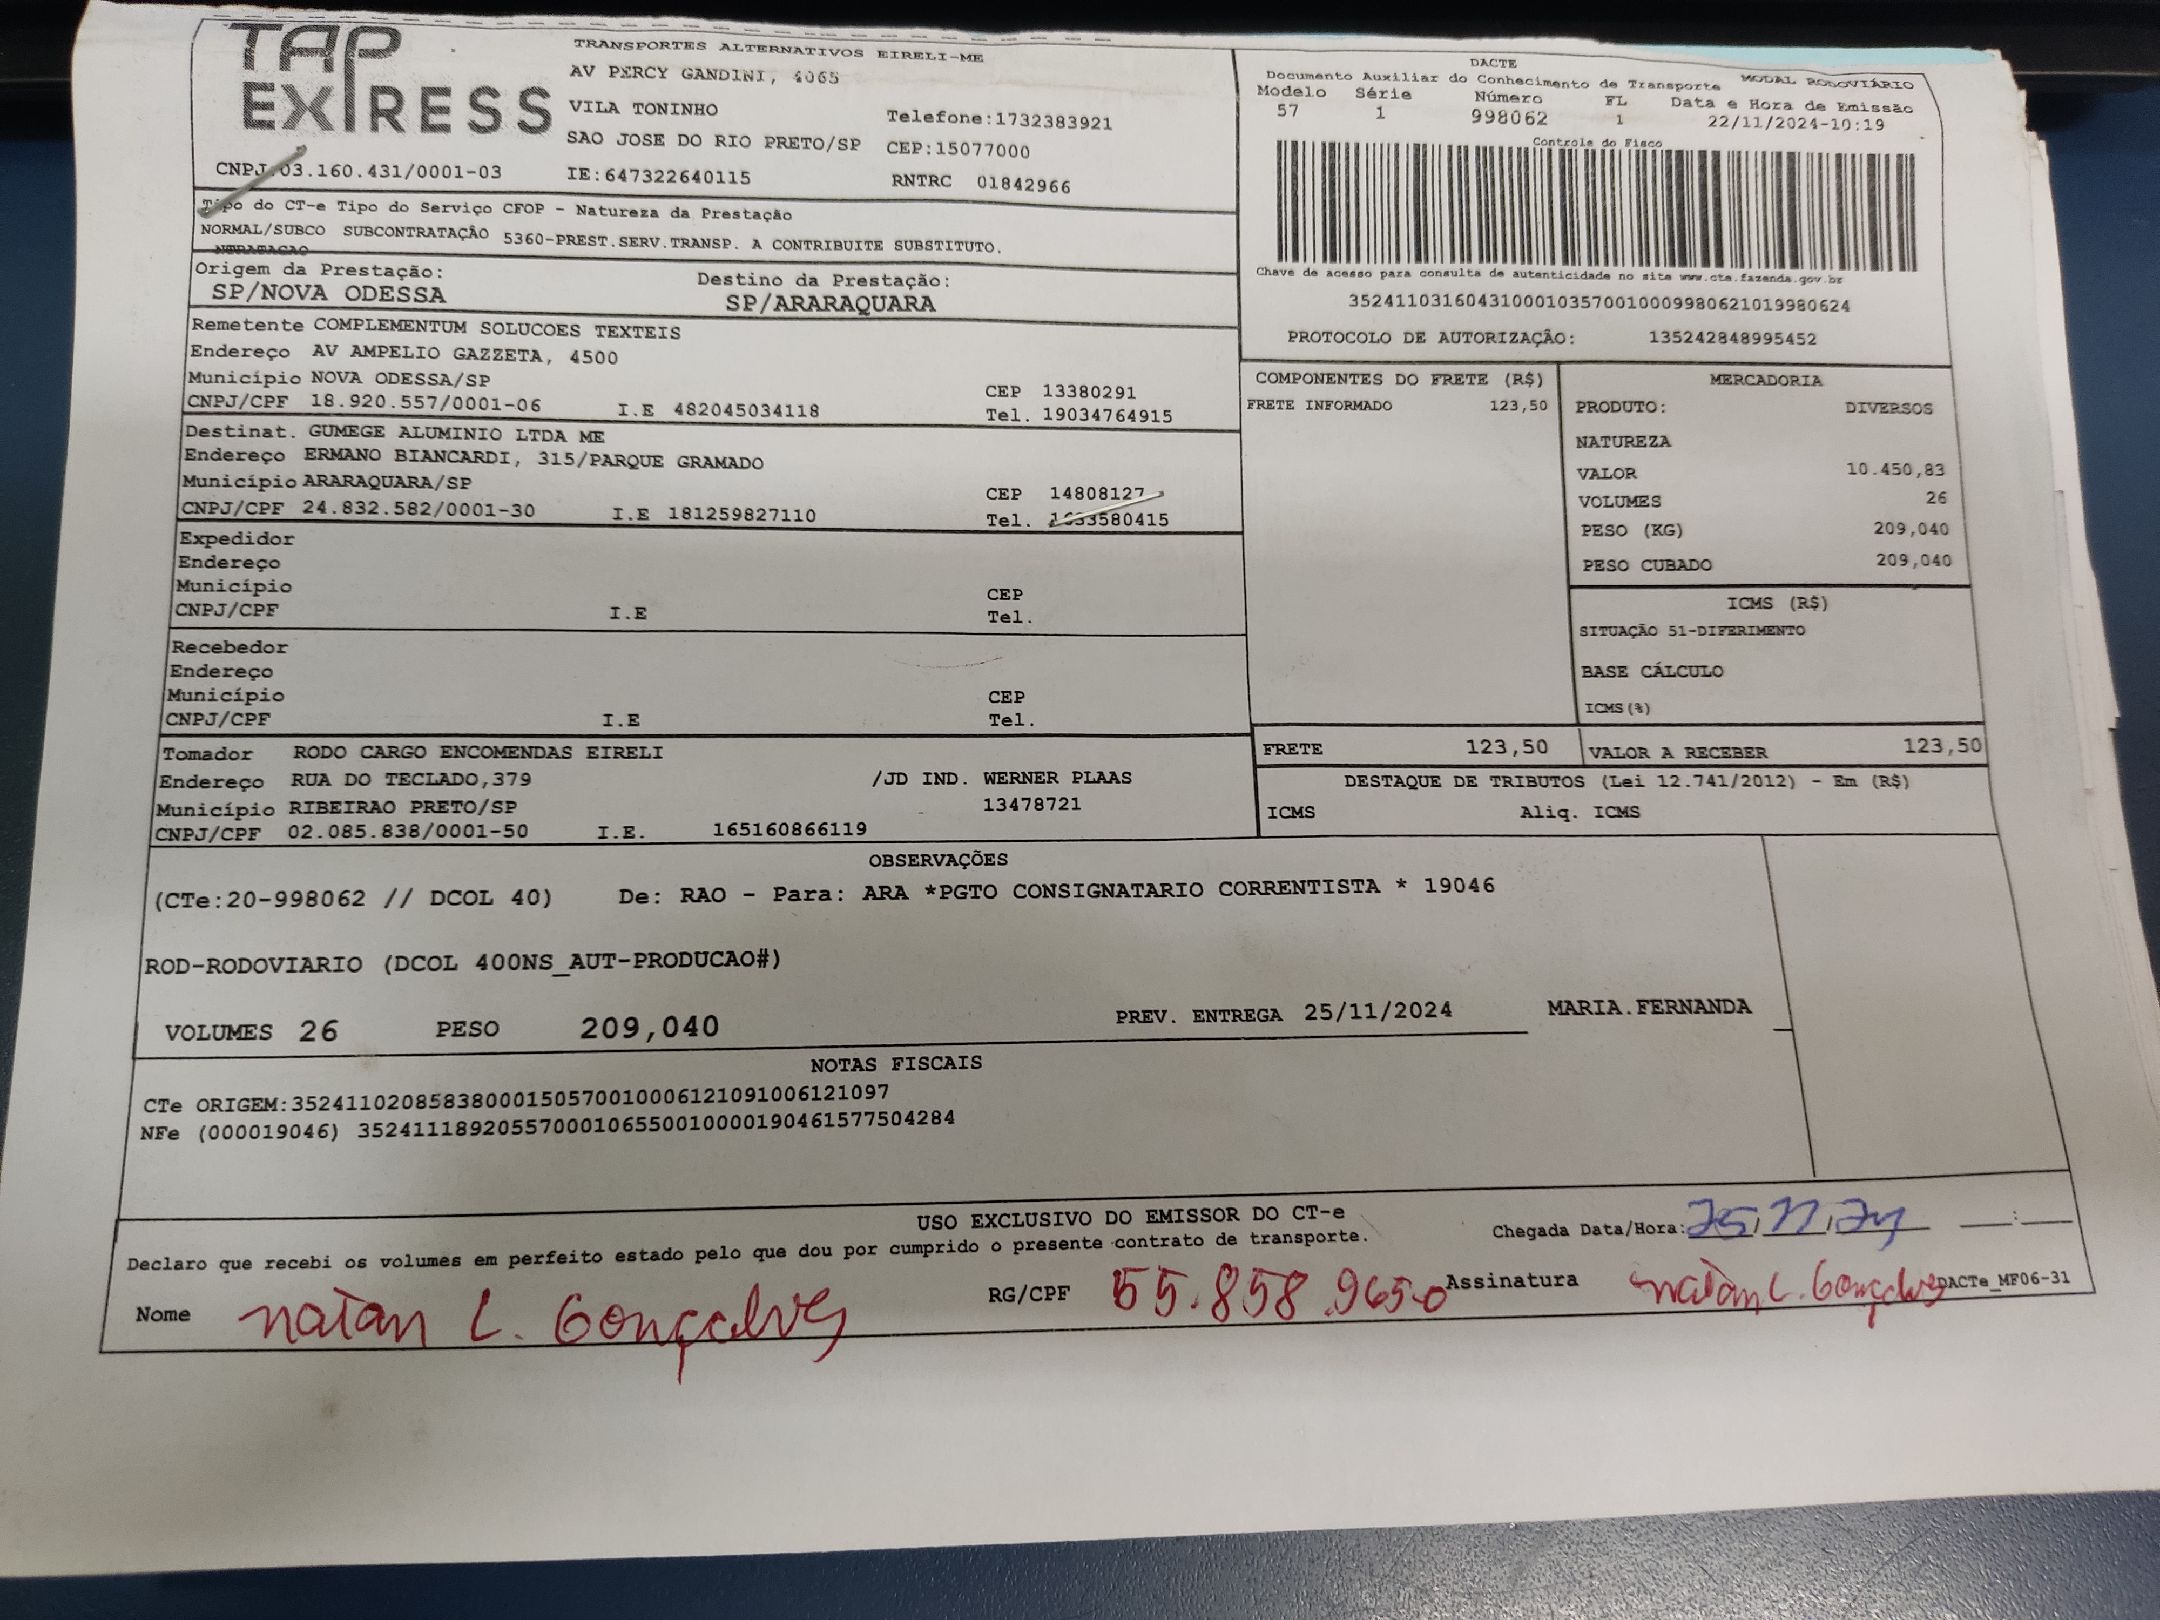 TAP EXPRESS
TRANSPORTES ALTERNATIVOS EIRELI-ME
AV PERCY GANDINI, 4065
VILA TONINHO
Telefone:1732383921
SAO JOSE DO RIO PRETO/SP CEP:15077000
CNPJ 03.160.431/0001-03 IE:647322640115 RNTRC 01842966
DACTE
Documento Auxiliar do Conhecimento de Transporte MODAL RODOVIÁRIO
Modelo Série Número FL Data e Hora de Emissão
57 1 998062 1 22/11/2024-10:19
Controle do Fisco
Chave de acesso para consulta de autenticidade no site www.cte.fazenda.gov.br
35241103160431000103570010009980621019980624
PROTOCOLO DE AUTORIZAÇÃO: 135242848995452
Tipo do CT-e Tipo do Serviço CFOP - Natureza da Prestação
NORMAL/SUBCO SUBCONTRATAÇÃO 5360-PREST.SERV.TRANSP. A CONTRIBUITE SUBSTITUTO.
NTRATACAO
Origem da Prestação: Destino da Prestação:
SP/NOVA ODESSA SP/ARARAQUARA
Remetente COMPLEMENTUM SOLUCOES TEXTEIS
Endereço AV AMPELIO GAZZETA, 4500
Município NOVA ODESSA/SP CEP 13380291
CNPJ/CPF 18.920.557/0001-06 I.E 482045034118 Tel. 19034764915
Destinat. GUMEGE ALUMINIO LTDA ME
Endereço ERMANO BIANCARDI, 315/PARQUE GRAMADO
Município ARARAQUARA/SP CEP 14808127
CNPJ/CPF 24.832.582/0001-30 I.E 181259827110 Tel. 1633580415
Expedidor
Endereço
Município CEP
CNPJ/CPF I.E Tel.
Recebedor
Endereço
Município CEP
CNPJ/CPF I.E Tel.
Tomador RODO CARGO ENCOMENDAS EIRELI
Endereço RUA DO TECLADO,379 /JD IND. WERNER PLAAS
Município RIBEIRAO PRETO/SP 13478721
CNPJ/CPF 02.085.838/0001-50 I.E. 165160866119
COMPONENTES DO FRETE (R$)
FRETE INFORMADO 123,50
MERCADORIA
PRODUTO: DIVERSOS
NATUREZA
VALOR 10.450,83
VOLUMES 26
PESO (KG) 209,040
PESO CUBADO 209,040
ICMS (R$)
SITUAÇÃO 51-DIFERIMENTO
BASE CÁLCULO
ICMS(%)
FRETE 123,50 VALOR A RECEBER 123,50
DESTAQUE DE TRIBUTOS (Lei 12.741/2012) - Em (R$)
ICMS Aliq. ICMS
OBSERVAÇÕES
(CTe:20-998062 // DCOL 40) De: RAO - Para: ARA *PGTO CONSIGNATARIO CORRENTISTA * 19046
ROD-RODOVIARIO (DCOL 400NS_AUT-PRODUCAO#)
VOLUMES 26 PESO 209,040 PREV. ENTREGA 25/11/2024 MARIA.FERNANDA
NOTAS FISCAIS
CTe ORIGEM:35241102085838000150570010006121091006121097
NFe (000019046) 35241118920557000106550010000190461577504284
USO EXCLUSIVO DO EMISSOR DO CT-e
Declaro que recebi os volumes em perfeito estado pelo que dou por cumprido o presente contrato de transporte.
Chegada Data/Hora: 25/11/24 __:__
Nome Natan L. Gonçalves RG/CPF 55.858.965-0 Assinatura Natan L. Gonçalves DACTe_MF06-31